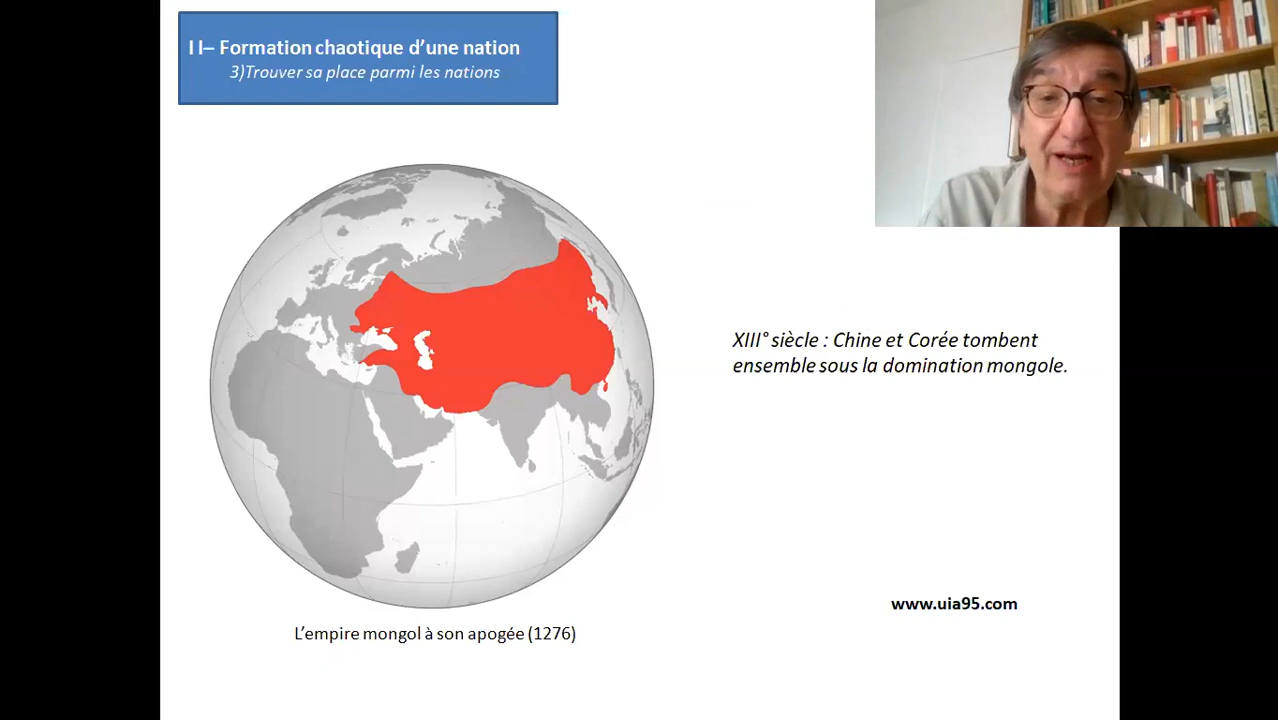 I I– Formation chaotique d’une nation
3)Trouver sa place parmi les nations
XIII° siècle : Chine et Corée tombent
ensemble sous la domination mongole.
www.uia95.com
L’empire mongol à son apogée (1276)